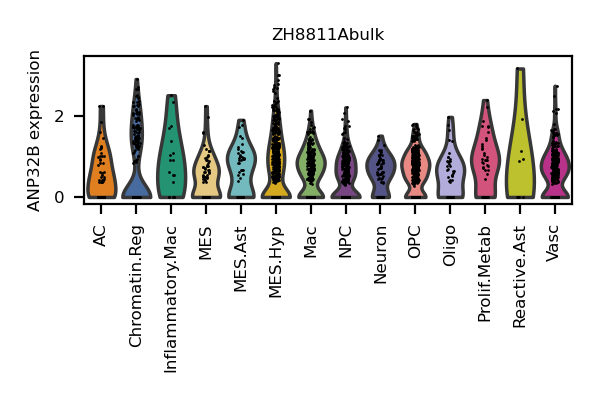 ZH8811Abulk
ANP32B expression
2
0
AC
Chromatin.Reg
Inflammatory.Mac
MES
MES.Ast
MES.Hyp
Mac
NPC
Neuron
OPC
Oligo
Prolif.Metab
Reactive.Ast
Vasc